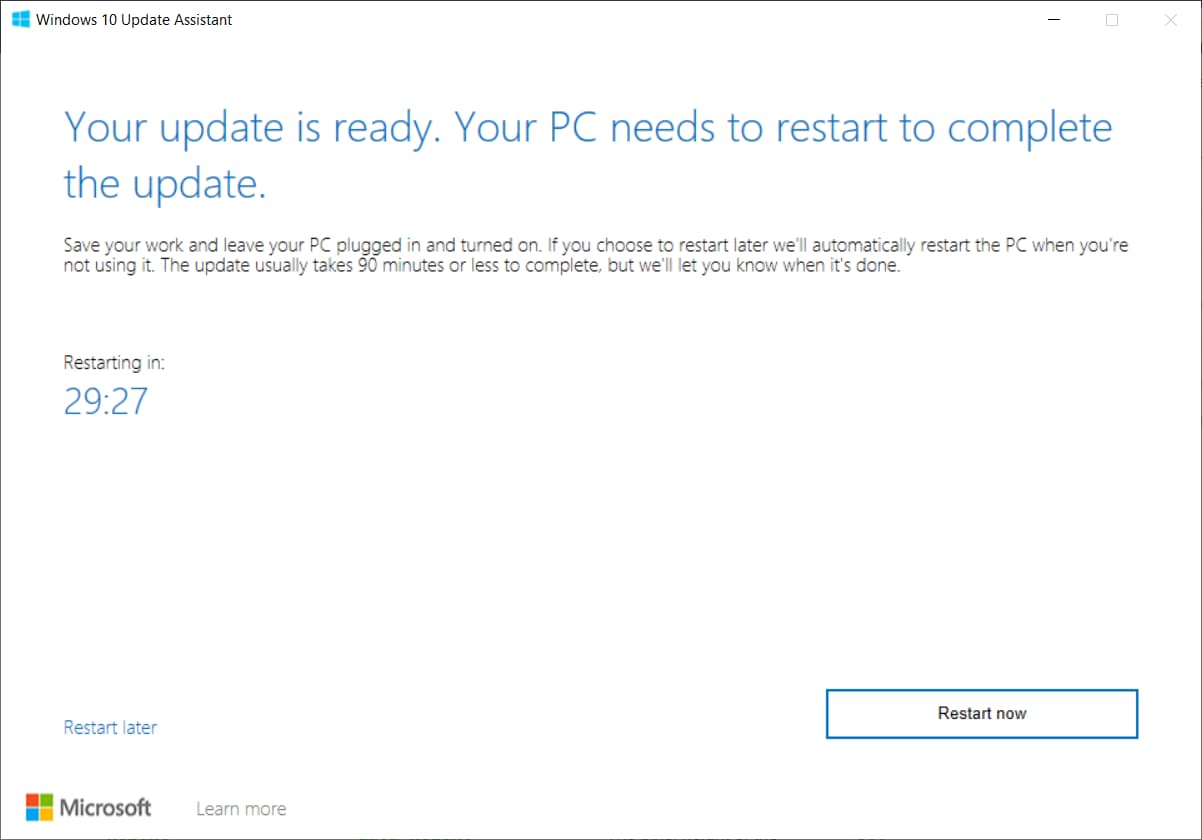 Windows 10 Update Assistant
Your update is ready. Your PC needs to restart to complete
the update.
Save your work and leave your PC plugged in and turned on. If you choose to restart later we'll automatically restart the PC when you're
not using it. The update usually takes 90 minutes or less to complete, but we'll let you know when it's done.
Restarting in:
29:27
Restart later
Restart now
Microsoft
Learn more